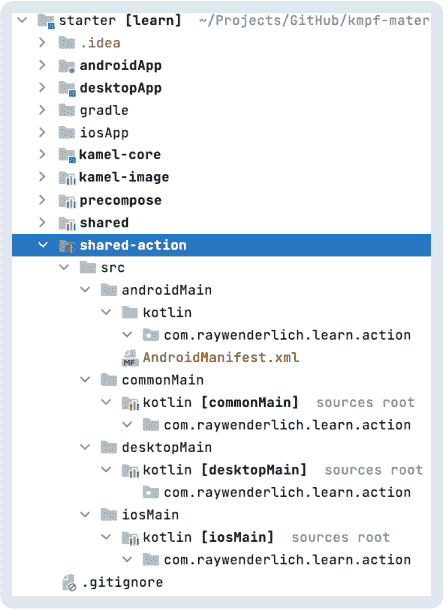 starter [learn] ~/Projects/GitHub/kmpf-mater
.idea
androidApp
desktopApp
gradle
iosApp
kamel-core
kamel-image
precompose
shared
shared-action
src
androidMain
kotlin
com.raywenderlich.learn.action
MF AndroidManifest.xml
commonMain
kotlin [commonMain] sources root
com.raywenderlich.learn.action
desktopMain
kotlin [desktopMain] sources root
com.raywenderlich.learn.action
iosMain
kotlin [iosMain] sources root
com.raywenderlich.learn.action
.gitignore